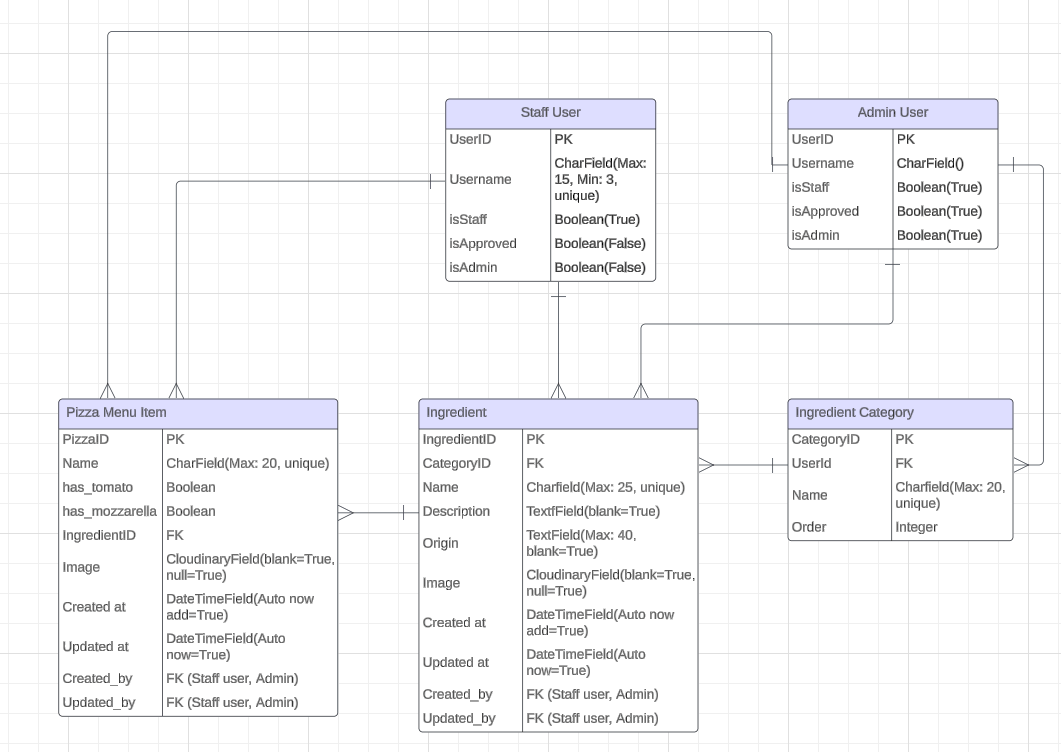 Staff User
UserID PK
Username CharField(Max:
15, Min: 3,
unique)
isStaff Boolean(True)
isApproved Boolean(False)
isAdmin Boolean(False)
Admin User
UserID PK
Username CharField()
isStaff Boolean(True)
isApproved Boolean(True)
isAdmin Boolean(True)
Pizza Menu Item
PizzaID PK
Name CharField(Max: 20, unique)
has_tomato Boolean
has_mozzarella Boolean
IngredientID FK
Image CloudinaryField(blank=True,
null=True)
Created at DateTimeField(Auto now
add=True)
Updated at DateTimeField(Auto
now=True)
Created_by FK (Staff user, Admin)
Updated_by FK (Staff user, Admin)
Ingredient
IngredientID PK
CategoryID FK
Name Charfield(Max: 25, unique)
Description TextfField(blank=True)
Origin TextField(Max: 40,
blank=True)
Image CloudinaryField(blank=True,
null=True)
Created at DateTimeField(Auto now
add=True)
Updated at DateTimeField(Auto
now=True)
Created_by FK (Staff user, Admin)
Updated_by FK (Staff user, Admin)
Ingredient Category
CategoryID PK
UserId FK
Name Charfield(Max: 20,
unique)
Order Integer